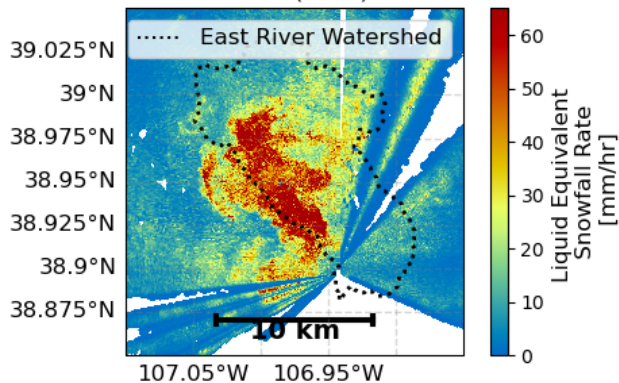 East River Watershed
39.025°N
39°N
38.975°N
38.95°N
38.925°N
38.9°N
38.875°N
10 km
107.05°W 106.95°W
60
50
40
30
20
10
0
Liquid Equivalent
Snowfall Rate
[mm/hr]